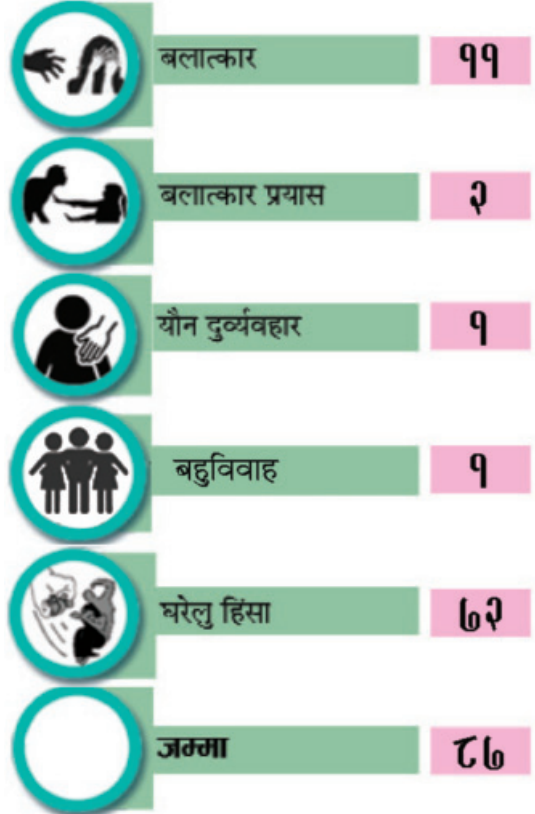 बलात्कार ११
बलात्कार प्रयास २
यौन दुर्व्यवहार १
बहुविवाह १
घरेलु हिंसा ७२
जम्मा ८७